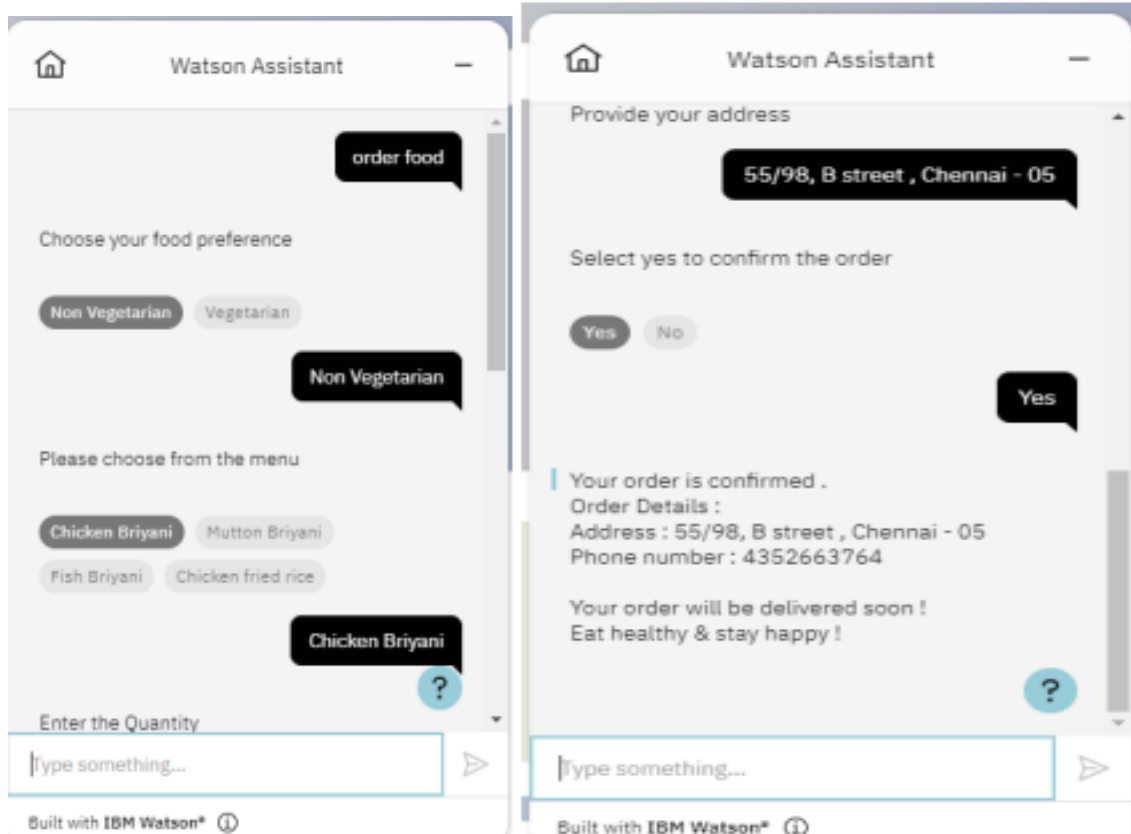 Watson Assistant
order food
Choose your food preference
Non Vegetarian Vegetarian
Non Vegetarian
Please choose from the menu
Chicken Briyani Mutton Briyani
Fish Briyani Chicken fried rice
Chicken Briyani
?
Enter the Quantity
Type something...
Built with IBM Watson®
Watson Assistant
Provide your address
55/98, B street , Chennai - 05
Select yes to confirm the order
Yes No
Yes
Your order is confirmed .
Order Details :
Address : 55/98, B street , Chennai - 05
Phone number : 4352663764
Your order will be delivered soon !
Eat healthy & stay happy !
?
Type something...
Built with IBM Watson®